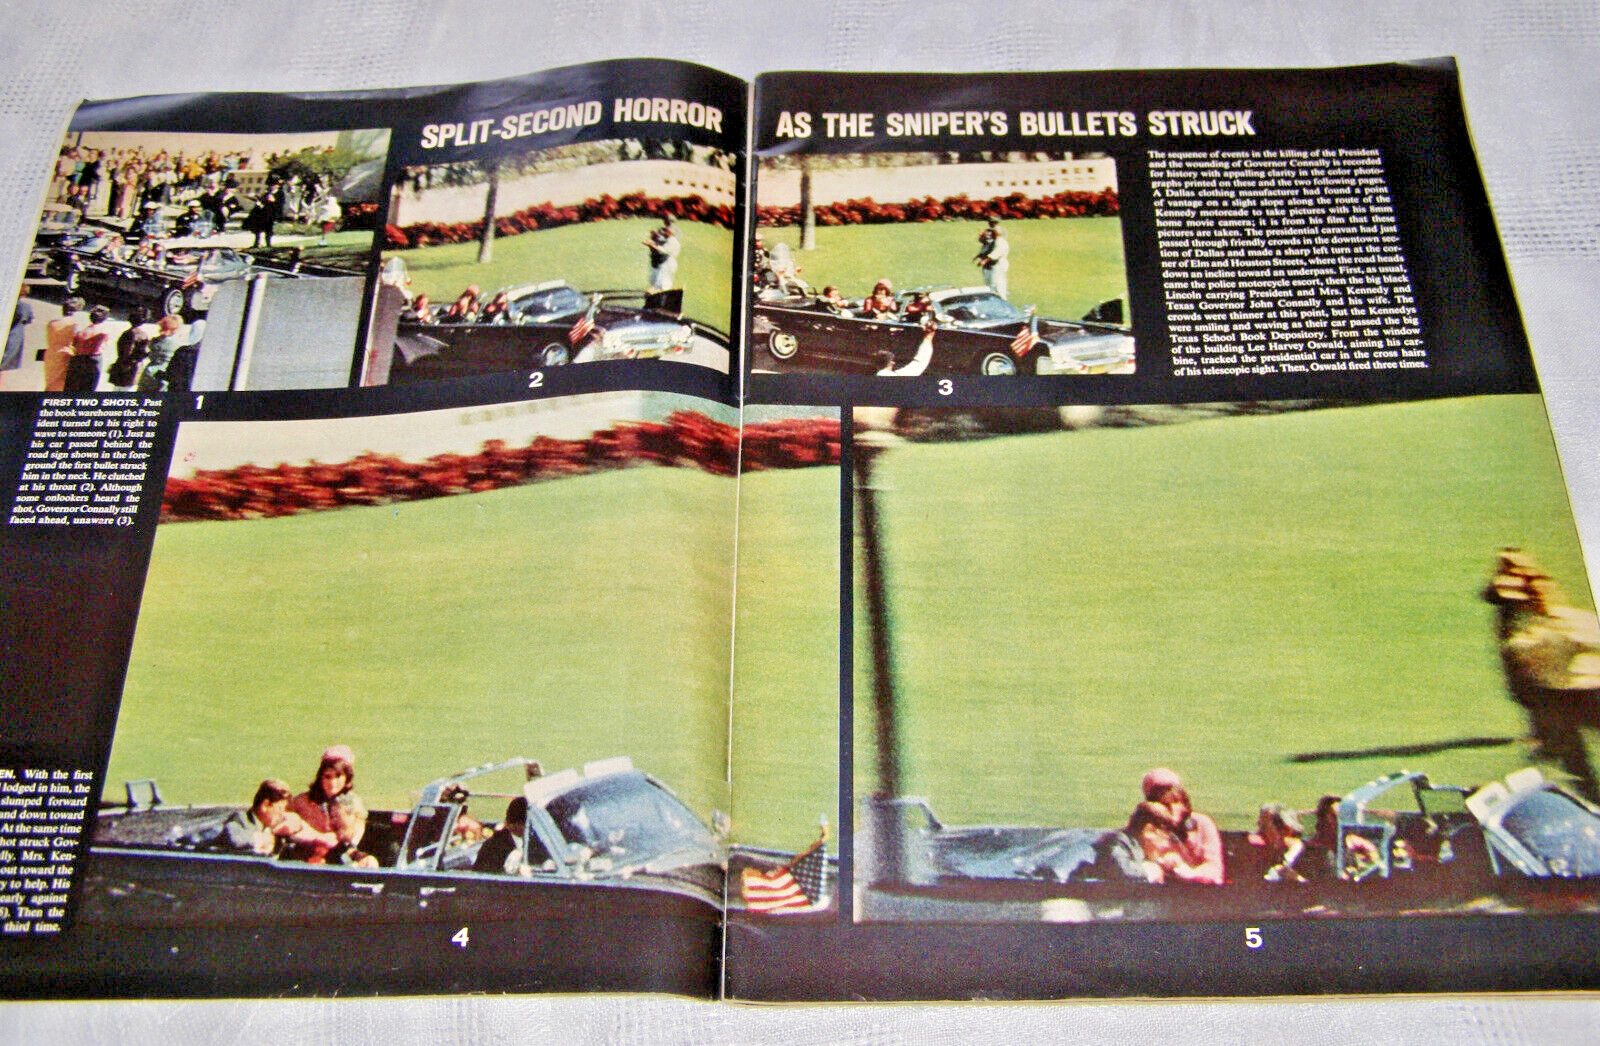 SPLIT-SECOND HORROR
AS THE SNIPER'S BULLETS STRUCK
The sequence of events in the killing of the President
and the wounding of Governor Connally is recorded
for history with appalling clarity in the color photo-
graphs printed on these and the two following pages.
A Dallas clothing manufacturer had found a point
of vantage on a slight slope along the route of the
Kennedy motorcade to take pictures with his 8mm
home movie camera; it is from his film that these
pictures are taken. The presidential caravan had just
passed through friendly crowds in the downtown sec-
tion of Dallas and made a sharp left turn at the cor-
ner of Elm and Houston Streets, where the road heads
down an incline toward an underpass. First, as usual,
came the police motorcycle escort, then the big black
Lincoln carrying President and Mrs. Kennedy and
Texas Governor John Connally and his wife. The
crowds were thinner at this point, but the Kennedys
were smiling and waving as their car passed the big
Texas School Book Depository. From the window
of the building Lee Harvey Oswald, aiming his car-
bine, tracked the presidential car in the cross hairs
of his telescopic sight. Then, Oswald fired three times.
1
2
3
FIRST TWO SHOTS. Past
the book warehouse the Pres-
ident turned to his right to
wave to someone (1). Just as
his car passed behind the
road sign shown in the fore-
ground the first bullet struck
him in the neck. He clutched
at his throat (2). Although
some onlookers heard the
shot, Governor Connally still
faced ahead, unaware (3).
EN. With the first
lodged in him, the
slumped forward
and down toward
At the same time
hot struck Gov-
lly. Mrs. Ken-
out toward the
y to help. His
early against
5). Then the
third time.
4
5